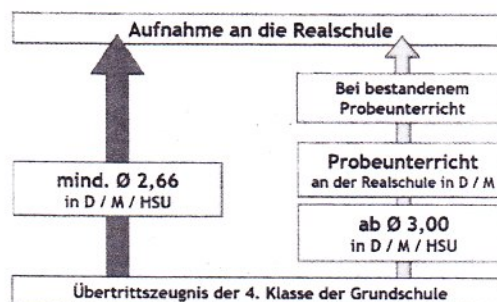 Aufnahme an die Realschule
Bei bestandenem
Probeunterricht
mind. Ø 2,66
in D / M / HSU
Probeunterricht
an der Realschule in D / M
ab Ø 3,00
in D / M / HSU
Übertrittszeugnis der 4. Klasse der Grundschule